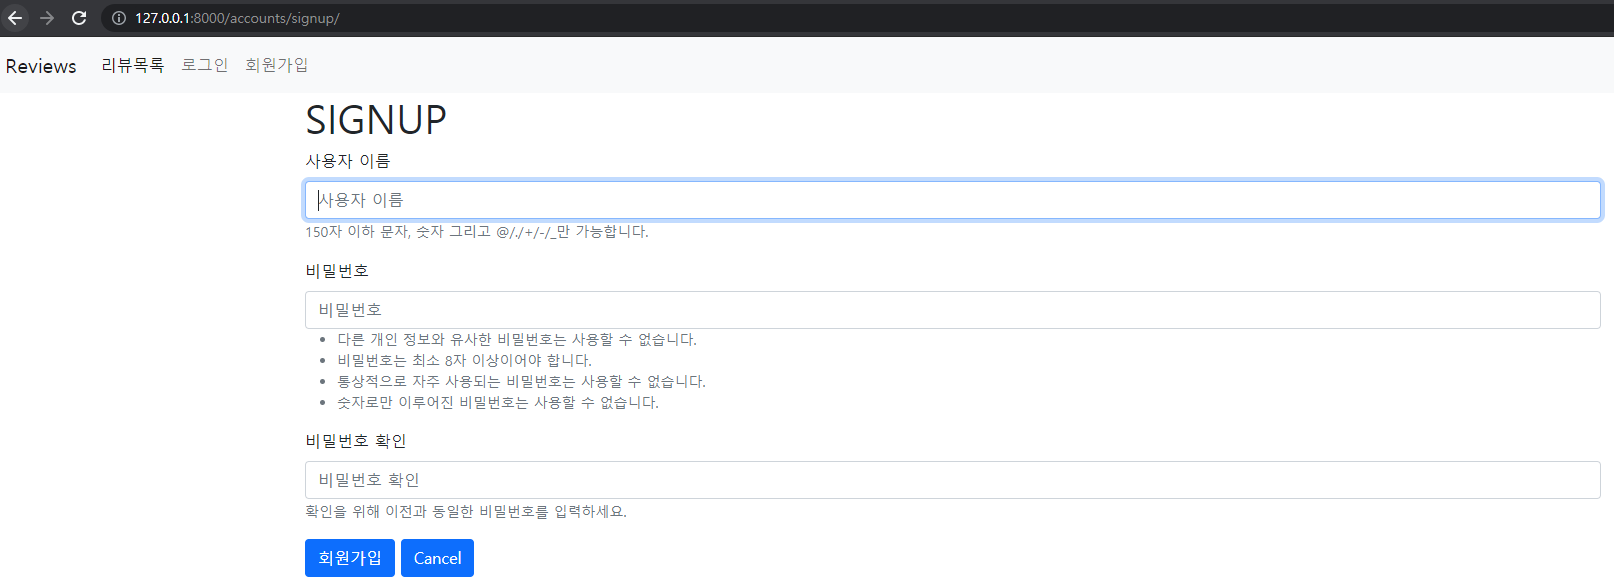 127.0.0.1:8000/accounts/signup/
Reviews 리뷰목록 로그인 회원가입
SIGNUP
사용자 이름
사용자 이름
150자 이하 문자, 숫자 그리고 @/./+/-/_만 가능합니다.
비밀번호
비밀번호
• 다른 개인 정보와 유사한 비밀번호는 사용할 수 없습니다.
• 비밀번호는 최소 8자 이상이어야 합니다.
• 통상적으로 자주 사용되는 비밀번호는 사용할 수 없습니다.
• 숫자로만 이루어진 비밀번호는 사용할 수 없습니다.
비밀번호 확인
비밀번호 확인
확인을 위해 이전과 동일한 비밀번호를 입력하세요.
회원가입 Cancel